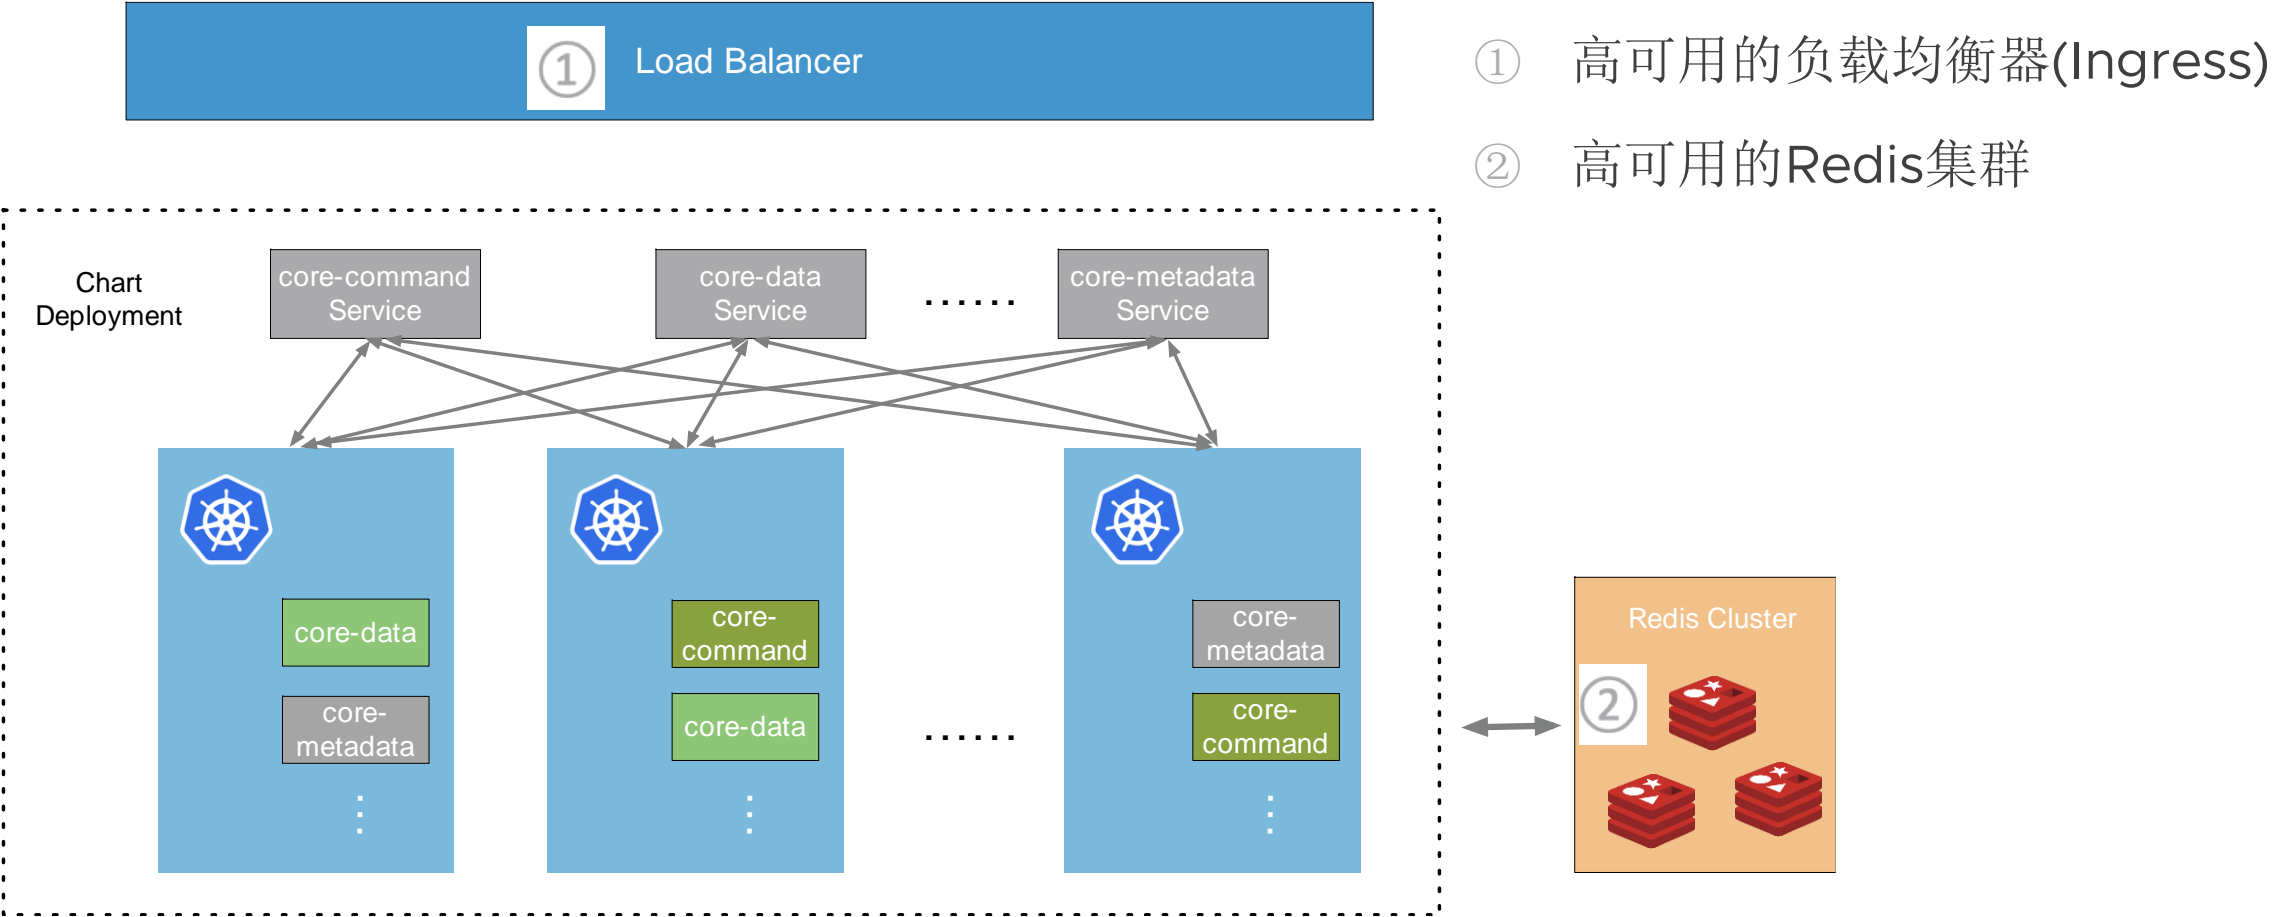 ① Load Balancer
① 高可用的负载均衡器(Ingress)
② 高可用的Redis集群
Chart
Deployment
core-command
Service
core-data
Service
......
core-metadata
Service
core-data
core-
metadata
core-
command
core-data
......
core-
metadata
core-
command
Redis Cluster
②